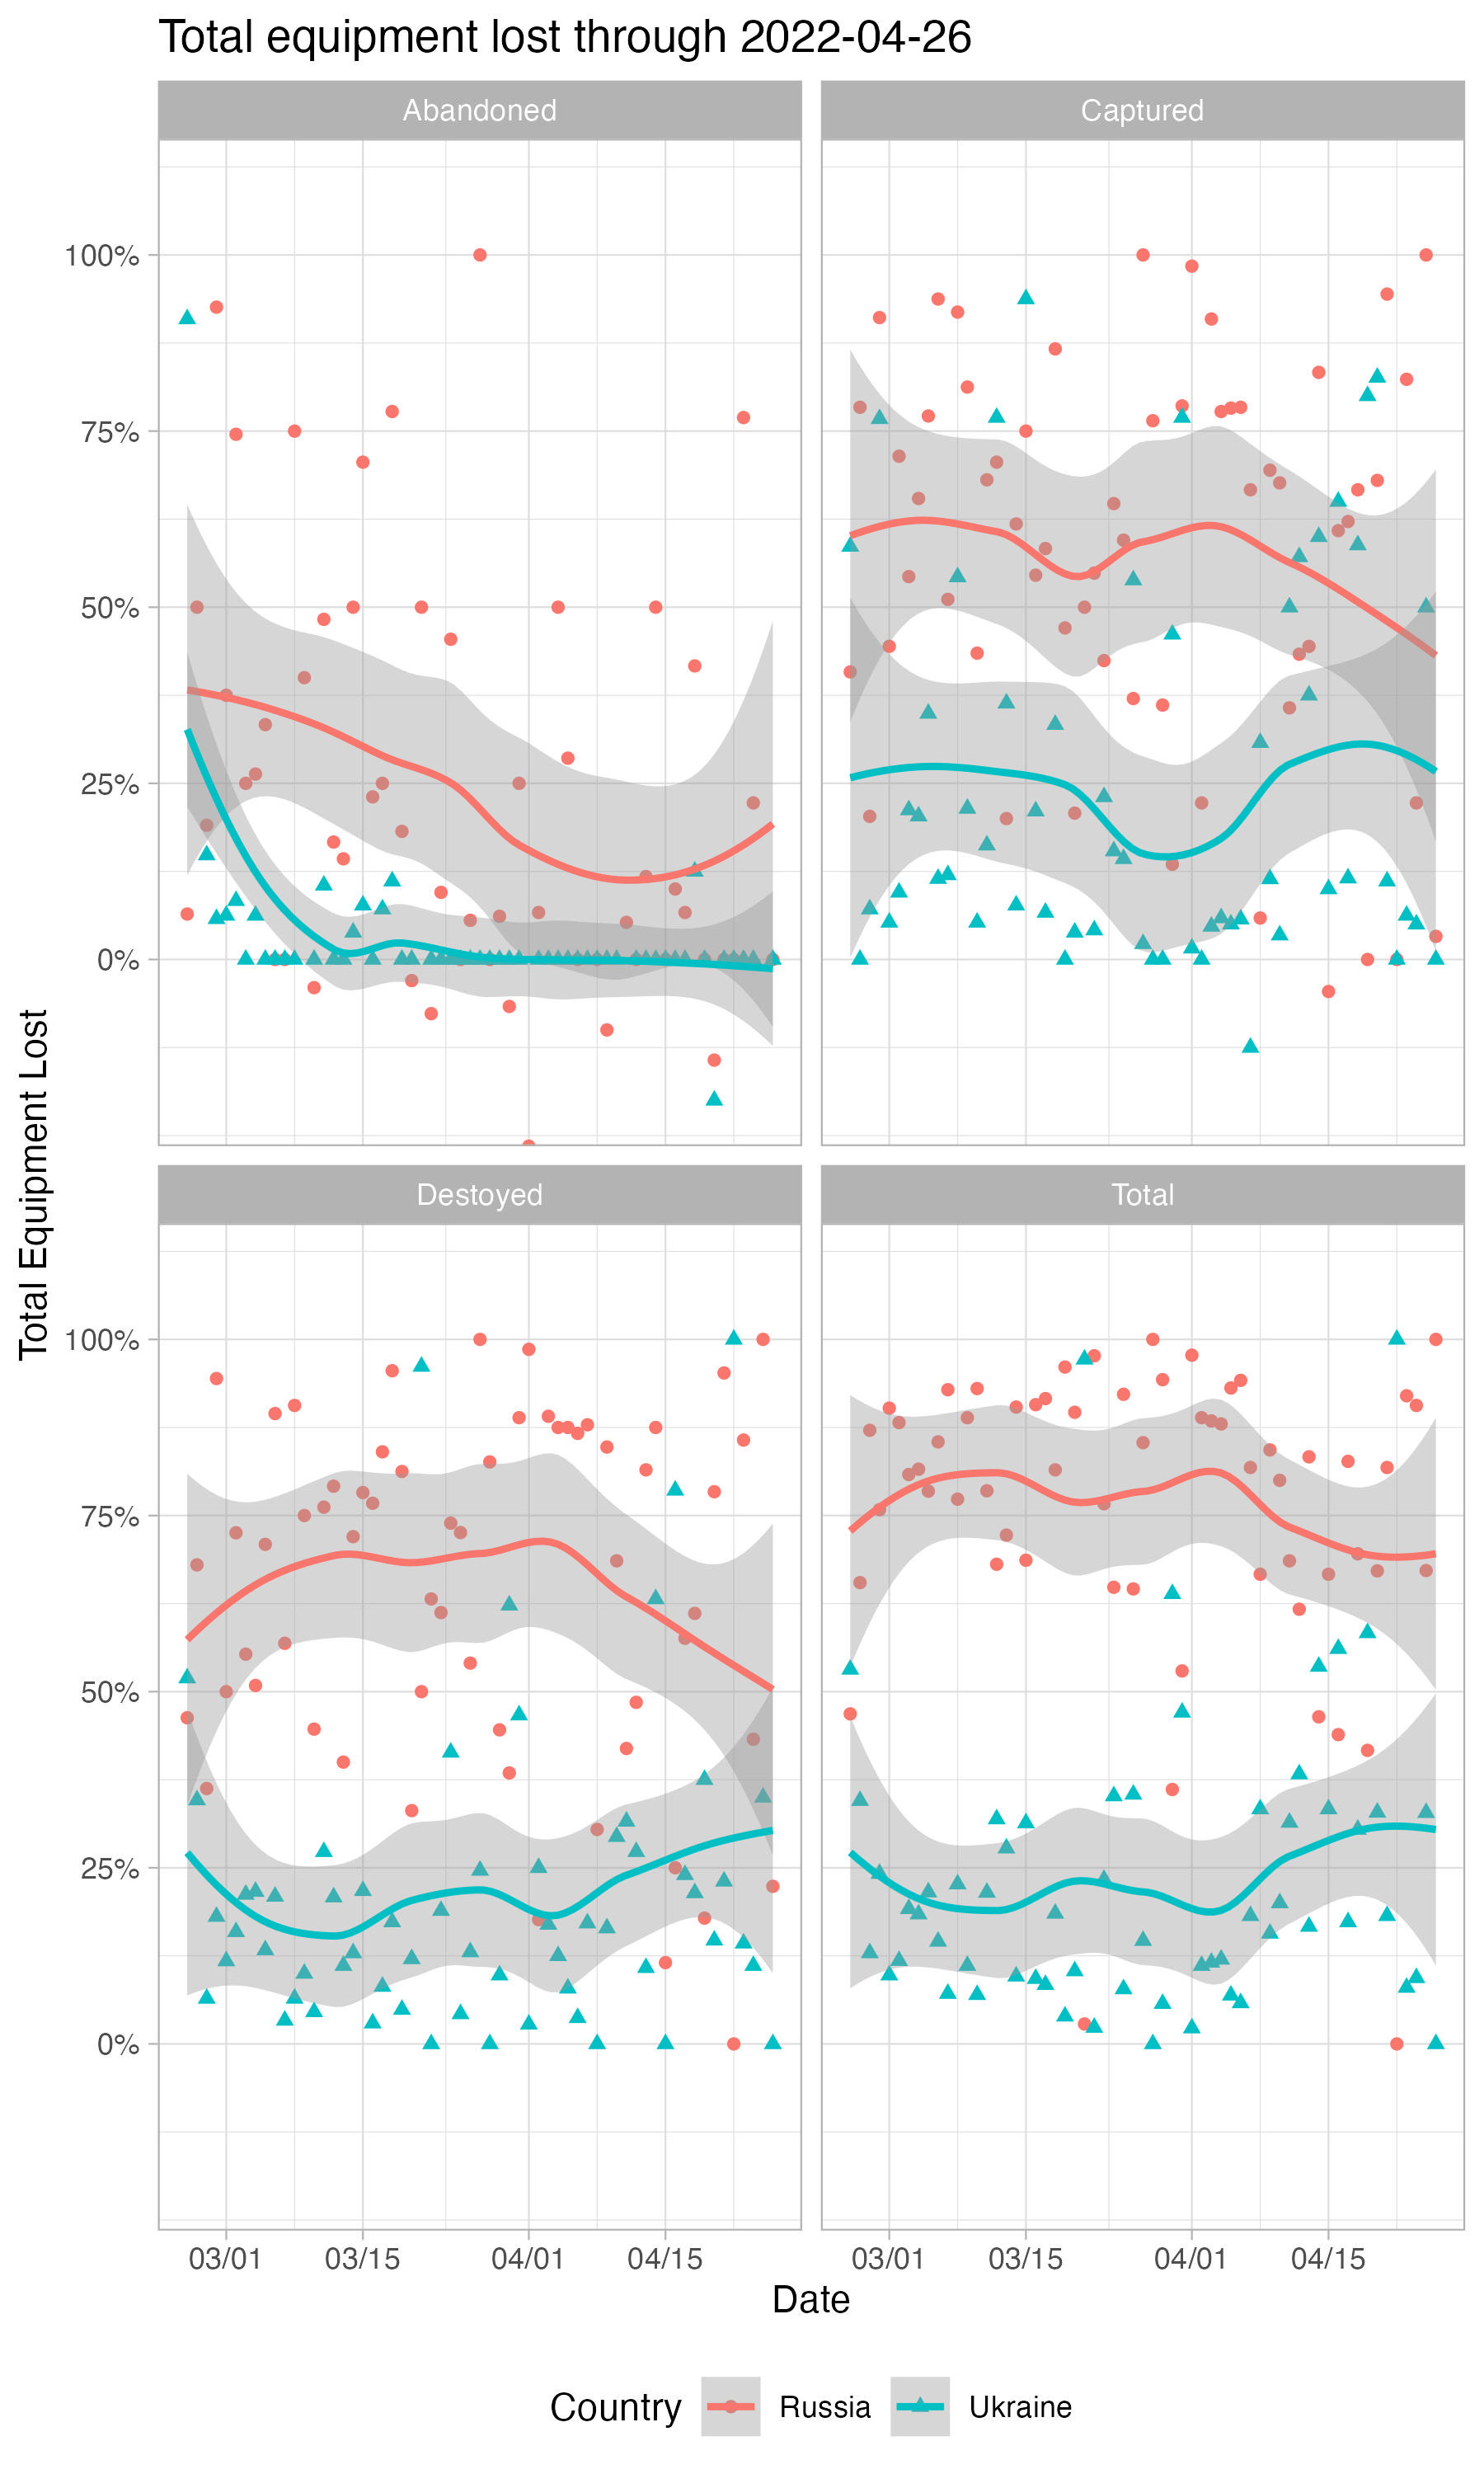 Total equipment lost through 2022-04-26
Abandoned
Captured
100%
75%
50%
25%
0%
Total Equipment Lost
Destoyed
Total
100%
75%
50%
25%
0%
03/01 03/15 04/01 04/15
03/01 03/15 04/01 04/15
Date
Country Russia Ukraine